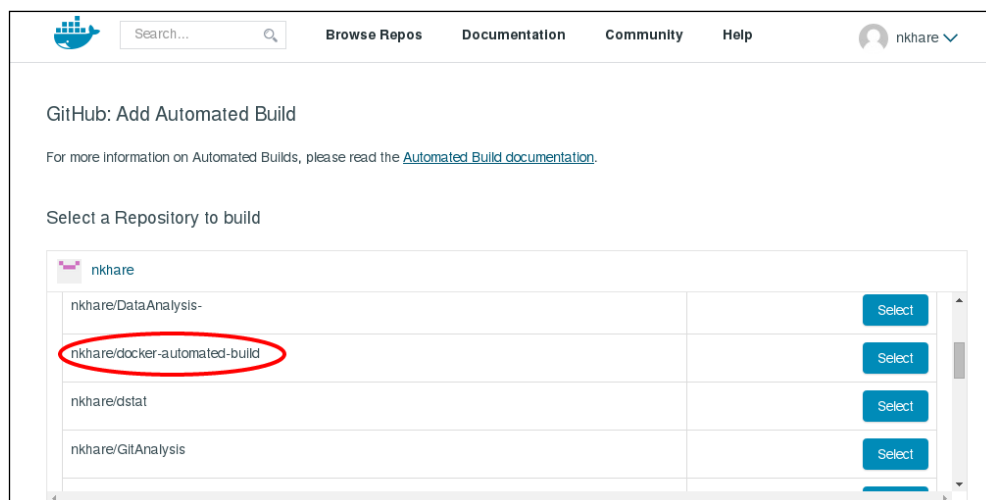 Search...
Browse Repos
Documentation
Community
Help
nkhare
GitHub: Add Automated Build
For more information on Automated Builds, please read the Automated Build documentation.
Select a Repository to build
nkhare
nkhare/DataAnalysis-
Select
nkhare/docker-automated-build
Select
nkhare/dstat
Select
nkhare/GitAnalysis
Select